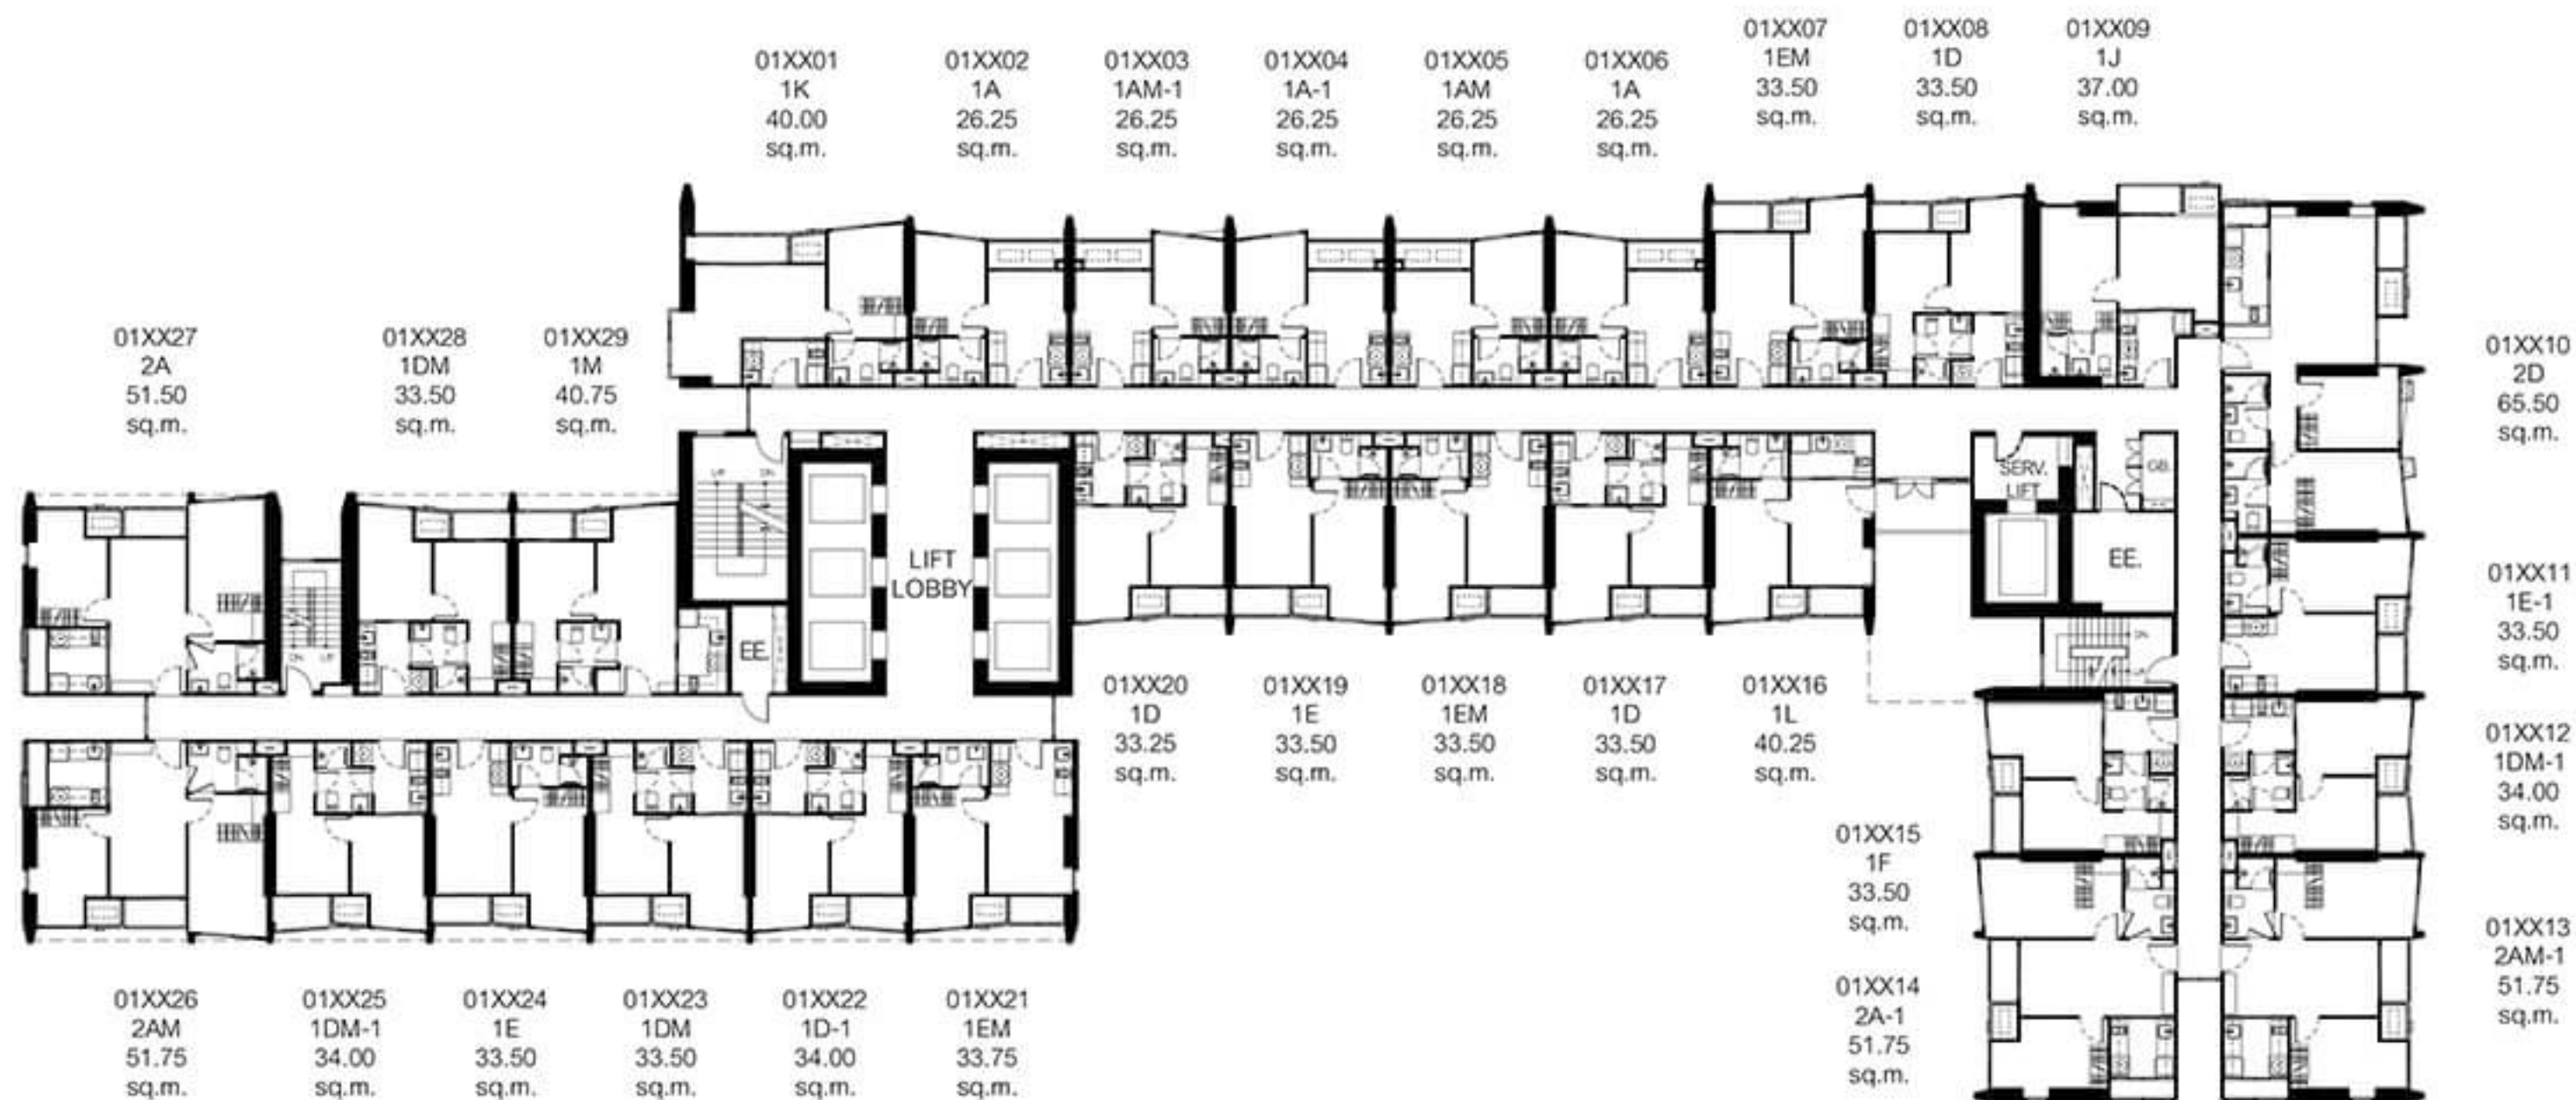 01XX01
1K
40.00
sq.m.
01XX02
1A
26.25
sq.m.
01XX03
1AM-1
26.25
sq.m.
01XX04
1A-1
26.25
sq.m.
01XX05
1AM
26.25
sq.m.
01XX06
1A
26.25
sq.m.
01XX07
1EM
33.50
sq.m.
01XX08
1D
33.50
sq.m.
01XX09
1J
37.00
sq.m.
01XX27
2A
51.50
sq.m.
01XX28
1DM
33.50
sq.m.
01XX29
1M
40.75
sq.m.
01XX10
2D
65.50
sq.m.
UP DN
LIFT
LOBBY
SERV.
LIFT
GB.
EE.
EE.
DN UP
DN
01XX11
1E-1
33.50
sq.m.
01XX20
1D
33.25
sq.m.
01XX19
1E
33.50
sq.m.
01XX18
1EM
33.50
sq.m.
01XX17
1D
33.50
sq.m.
01XX16
1L
40.25
sq.m.
01XX12
1DM-1
34.00
sq.m.
01XX15
1F
33.50
sq.m.
01XX13
2AM-1
51.75
sq.m.
01XX14
2A-1
51.75
sq.m.
01XX26
2AM
51.75
sq.m.
01XX25
1DM-1
34.00
sq.m.
01XX24
1E
33.50
sq.m.
01XX23
1DM
33.50
sq.m.
01XX22
1D-1
34.00
sq.m.
01XX21
1EM
33.75
sq.m.